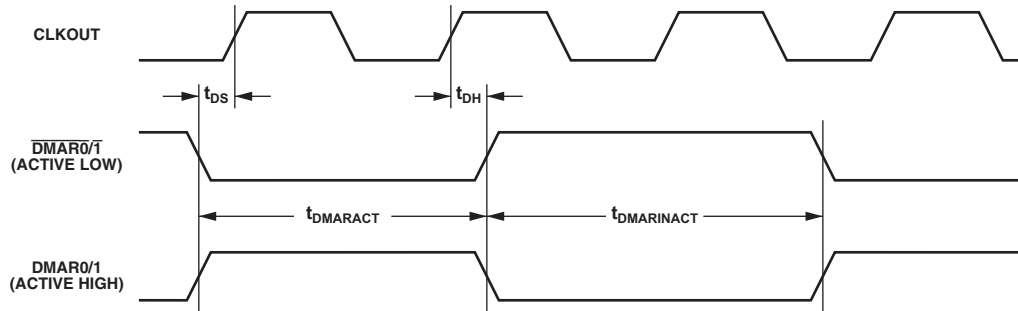 CLKOUT
tDS
tDH
DMAR0/1
(ACTIVE LOW)
tDMARACT
tDMARINACT
DMAR0/1
(ACTIVE HIGH)